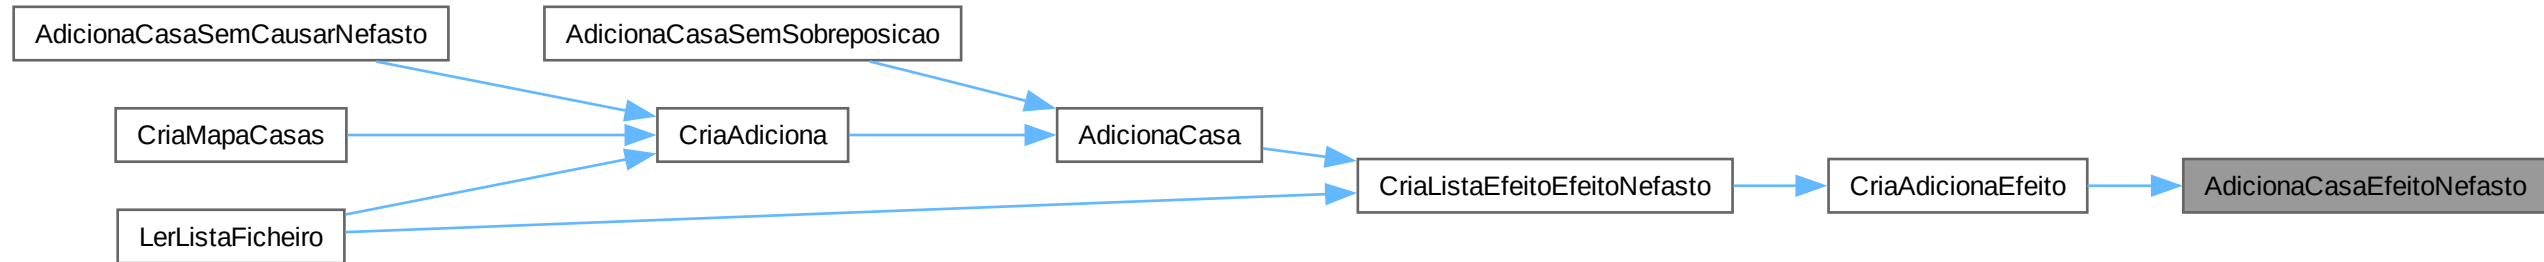 AdicionaCasaSemCausarNefasto
AdicionaCasaSemSobreposicao
CriaMapaCasas
CriaAdiciona
AdicionaCasa
CriaListaEfeitoEfeitoNefasto
CriaAdicionaEfeito
AdicionaCasaEfeitoNefasto
LerListaFicheiro